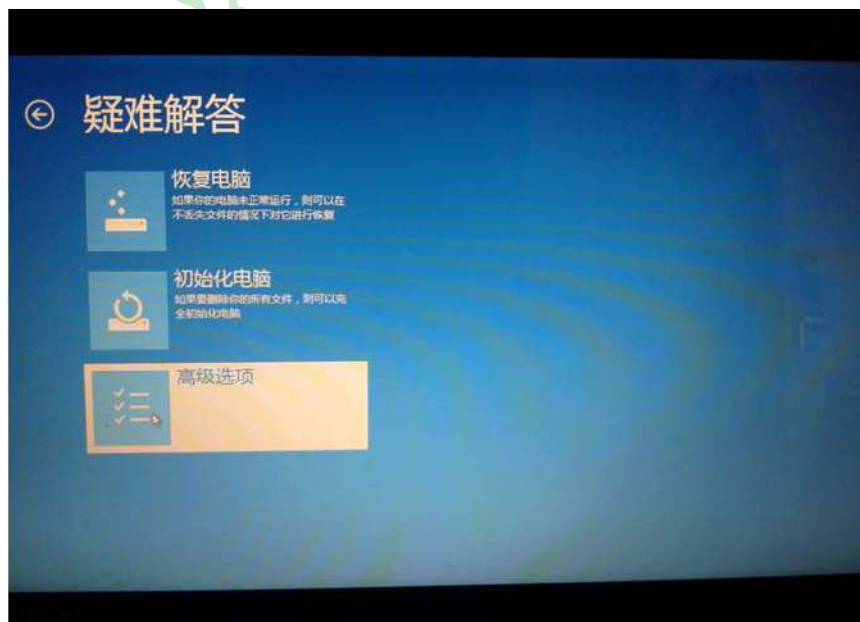 疑难解答
恢复电脑
如果你的电脑未正常运行，则可以在
不丢失文件的情况下对它进行恢复
初始化电脑
如果要删除你的所有文件，则可以完
全初始化电脑
高级选项